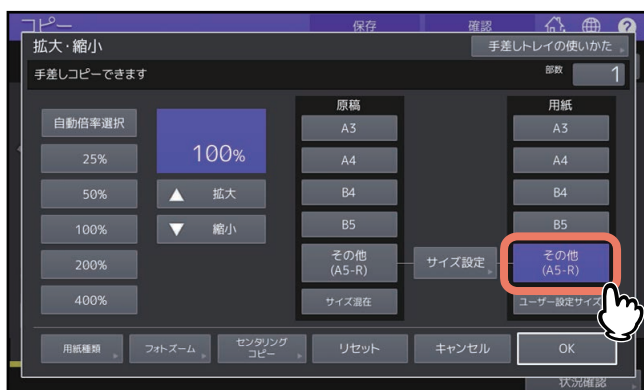 コピー
保存
確認
?
拡大・縮小
手差しトレイの使いかた
手差しコピーできます
部数
1
原稿
用紙
自動倍率選択
100%
A3
A3
25%
A4
A4
50%
拡大
B4
B4
100%
縮小
B5
B5
200%
その他
(A5-R)
サイズ設定
その他
(A5-R)
400%
サイズ混在
ユーザー設定サイズ
用紙種類
フォトズーム
センタリング
コピー
リセット
キャンセル
OK
状況確認